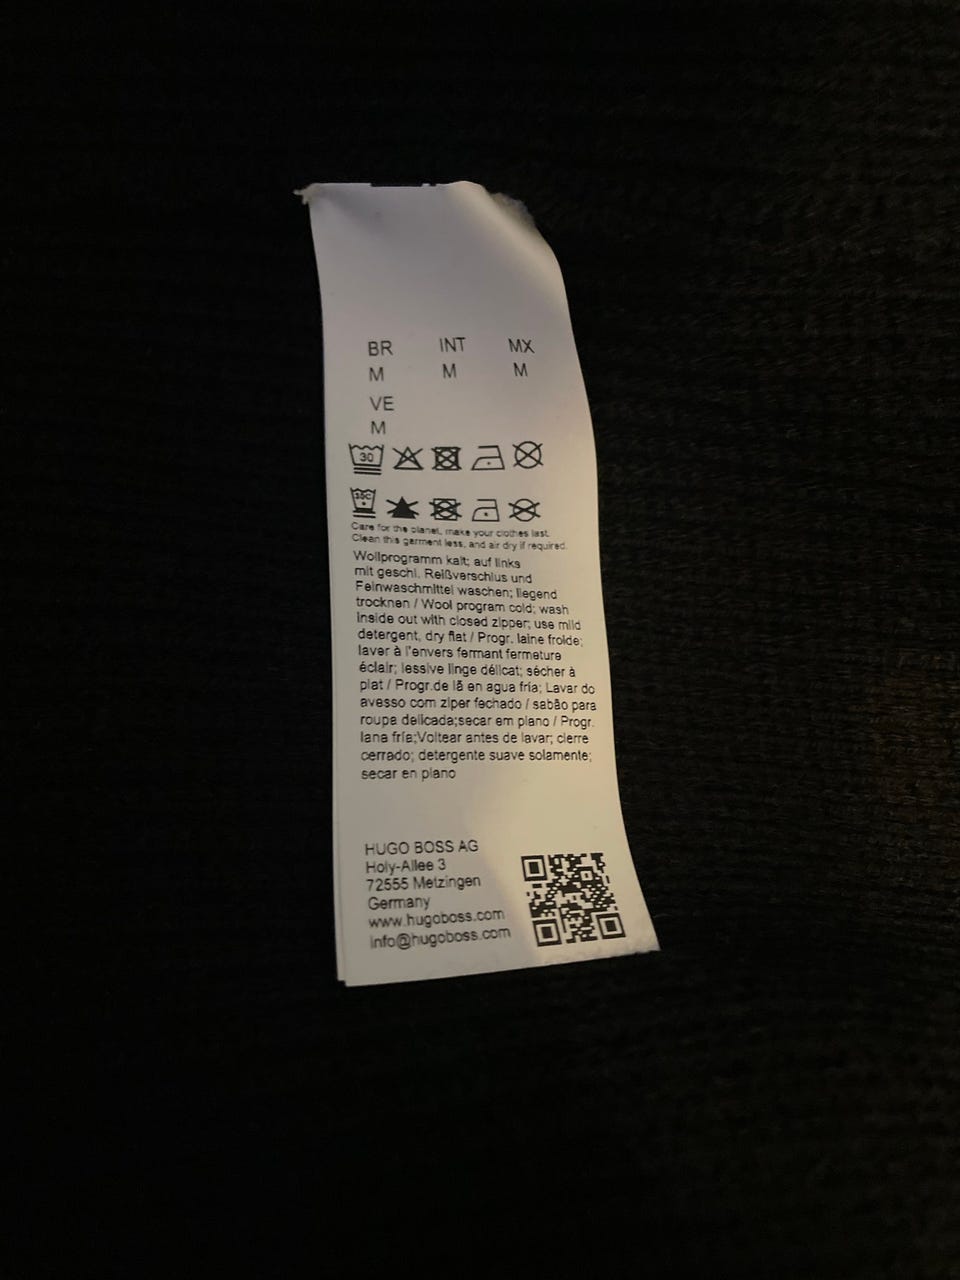 BR INT MX
M M M
VE
M
30
30C
Care for the planet, make your clothes last.
Clean this garment less, and air dry if required.
Wollprogramm kalt; auf links
mit geschl. Reißverschlus und
Feinwaschmittel waschen; liegend
trocknen / Wool program cold; wash
inside out with closed zipper; use mild
detergent, dry flat / Progr. laine froide;
laver à l'envers fermant fermeture
éclair; lessive linge délicat; sécher à
plat / Progr.de lã en agua fria; Lavar do
avesso com ziper fechado / sabão para
roupa delicada;secar em plano / Progr.
lana fría;Voltear antes de lavar; cierre
cerrado; detergente suave solamente;
secar en plano
HUGO BOSS AG
Holy-Allee 3
72555 Metzingen
Germany
www.hugoboss.com
info@hugoboss.com